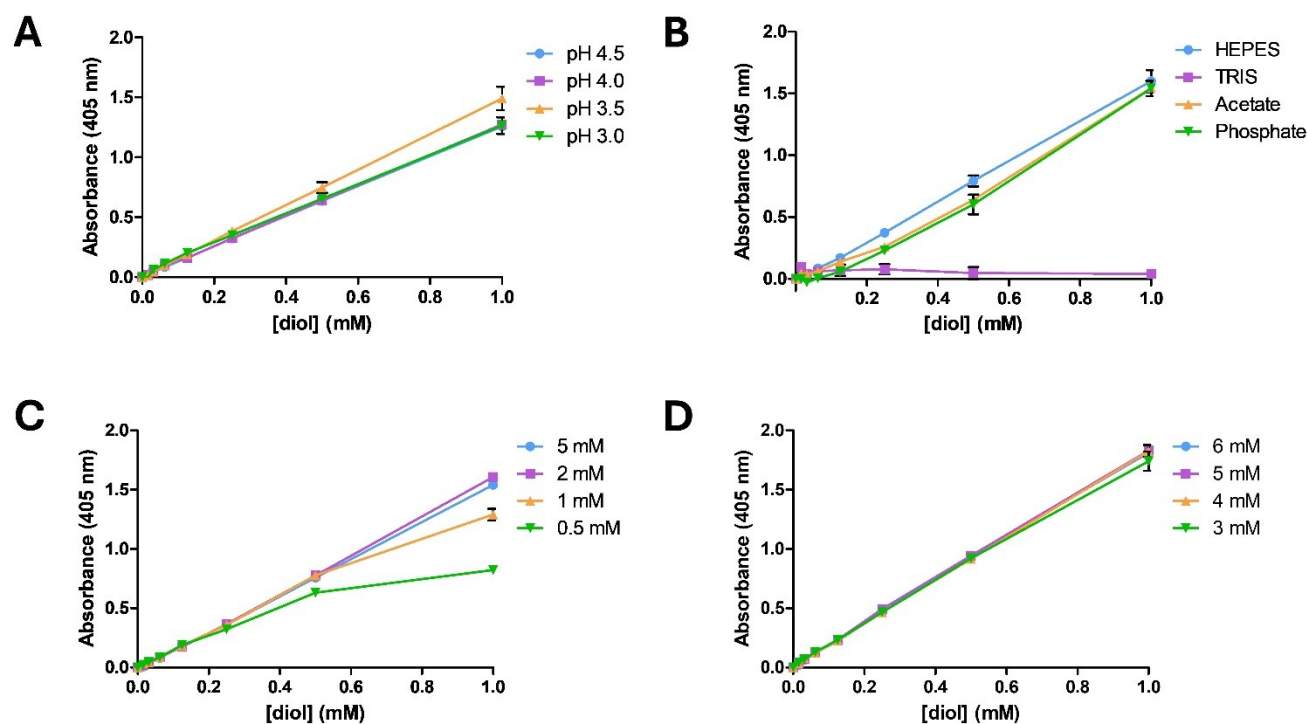 A
Absorbance (405 nm)
2.0
1.5
1.0
0.5
0.0
0.0 0.2 0.4 0.6 0.8 1.0
[diol] (mM)
pH 4.5
pH 4.0
pH 3.5
pH 3.0
B
Absorbance (405 nm)
2.0
1.5
1.0
0.5
0.0
0.2 0.4 0.6 0.8 1.0
[diol] (mM)
HEPES
TRIS
Acetate
Phosphate
C
Absorbance (405 nm)
2.0
1.5
1.0
0.5
0.0
0.0 0.2 0.4 0.6 0.8 1.0
[diol] (mM)
5 mM
2 mM
1 mM
0.5 mM
D
Absorbance (405 nm)
2.0
1.5
1.0
0.5
0.0
0.0 0.2 0.4 0.6 0.8 1.0
[diol] (mM)
6 mM
5 mM
4 mM
3 mM